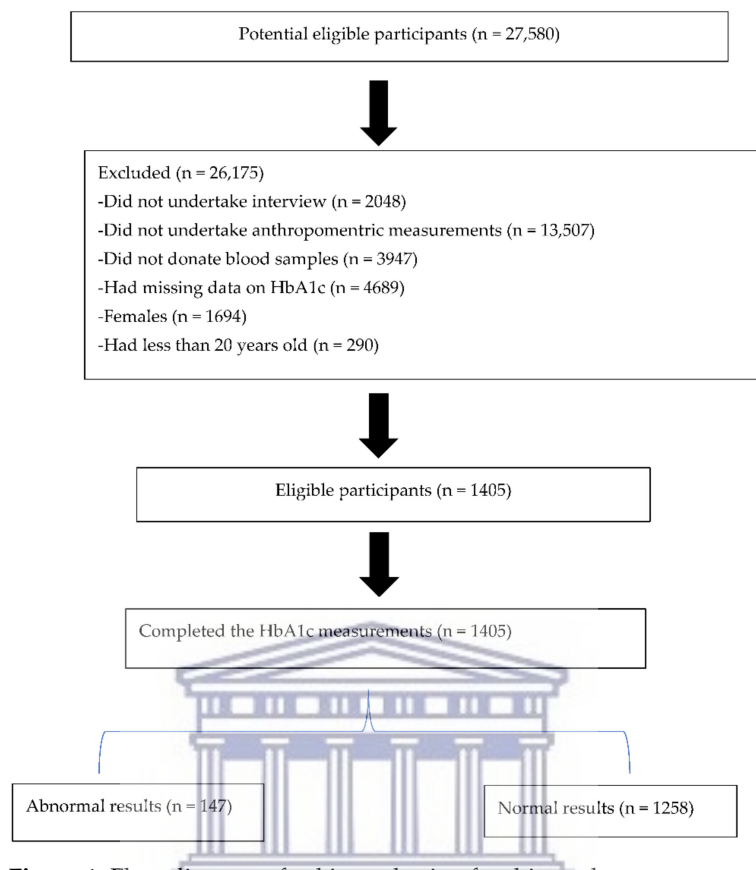 Potential eligible participants (n = 27,580)
Excluded (n = 26,175)
-Did not undertake interview (n = 2048)
-Did not undertake anthropomentric measurements (n = 13,507)
-Did not donate blood samples (n = 3947)
-Had missing data on HbA1c (n = 4689)
-Females (n = 1694)
-Had less than 20 years old (n = 290)
Eligible participants (n = 1405)
Completed the HbA1c measurements (n = 1405)
Abnormal results (n = 147)
Normal results (n = 1258)